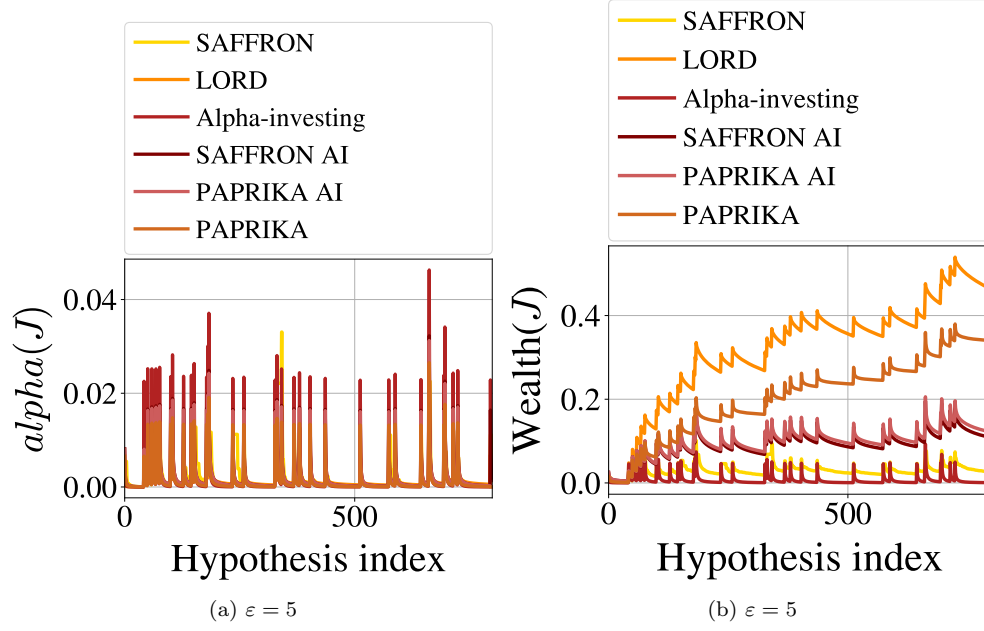 SAFFRON
LORD
Alpha-investing
SAFFRON AI
PAPRIKA AI
PAPRIKA
0.04
0.02
0.00
alpha(J)
0
500
Hypothesis index
(a) ε = 5
SAFFRON
LORD
Alpha-investing
SAFFRON AI
PAPRIKA AI
PAPRIKA
0.4
0.2
0.0
Wealth(J)
0
500
Hypothesis index
(b) ε = 5